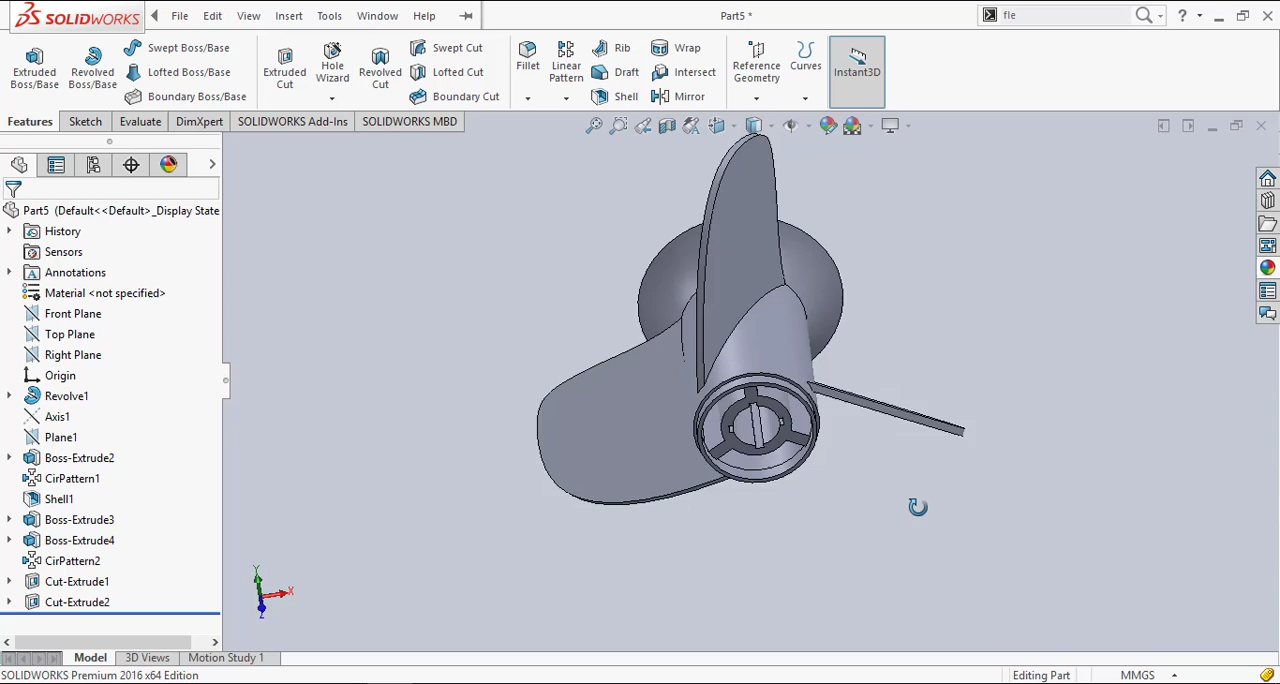 SOLIDWORKS File Edit View Insert Tools Window Help Part5 * fle ?
Extruded Boss/Base
Revolved Boss/Base
Swept Boss/Base
Lofted Boss/Base
Boundary Boss/Base
Extruded Cut
Hole Wizard
Revolved Cut
Swept Cut
Lofted Cut
Boundary Cut
Fillet
Linear Pattern
Rib
Draft
Shell
Wrap
Intersect
Mirror
Reference Geometry
Curves
Instant3D
Features Sketch Evaluate DimXpert SOLIDWORKS Add-Ins SOLIDWORKS MBD
Part5 (Default<<Default>_Display State
History
Sensors
Annotations
Material <not specified>
Front Plane
Top Plane
Right Plane
Origin
Revolve1
Axis1
Plane1
Boss-Extrude2
CirPattern1
Shell1
Boss-Extrude3
Boss-Extrude4
CirPattern2
Cut-Extrude1
Cut-Extrude2
Y
X
Z
Model 3D Views Motion Study 1
SOLIDWORKS Premium 2016 x64 Edition Editing Part MMGS